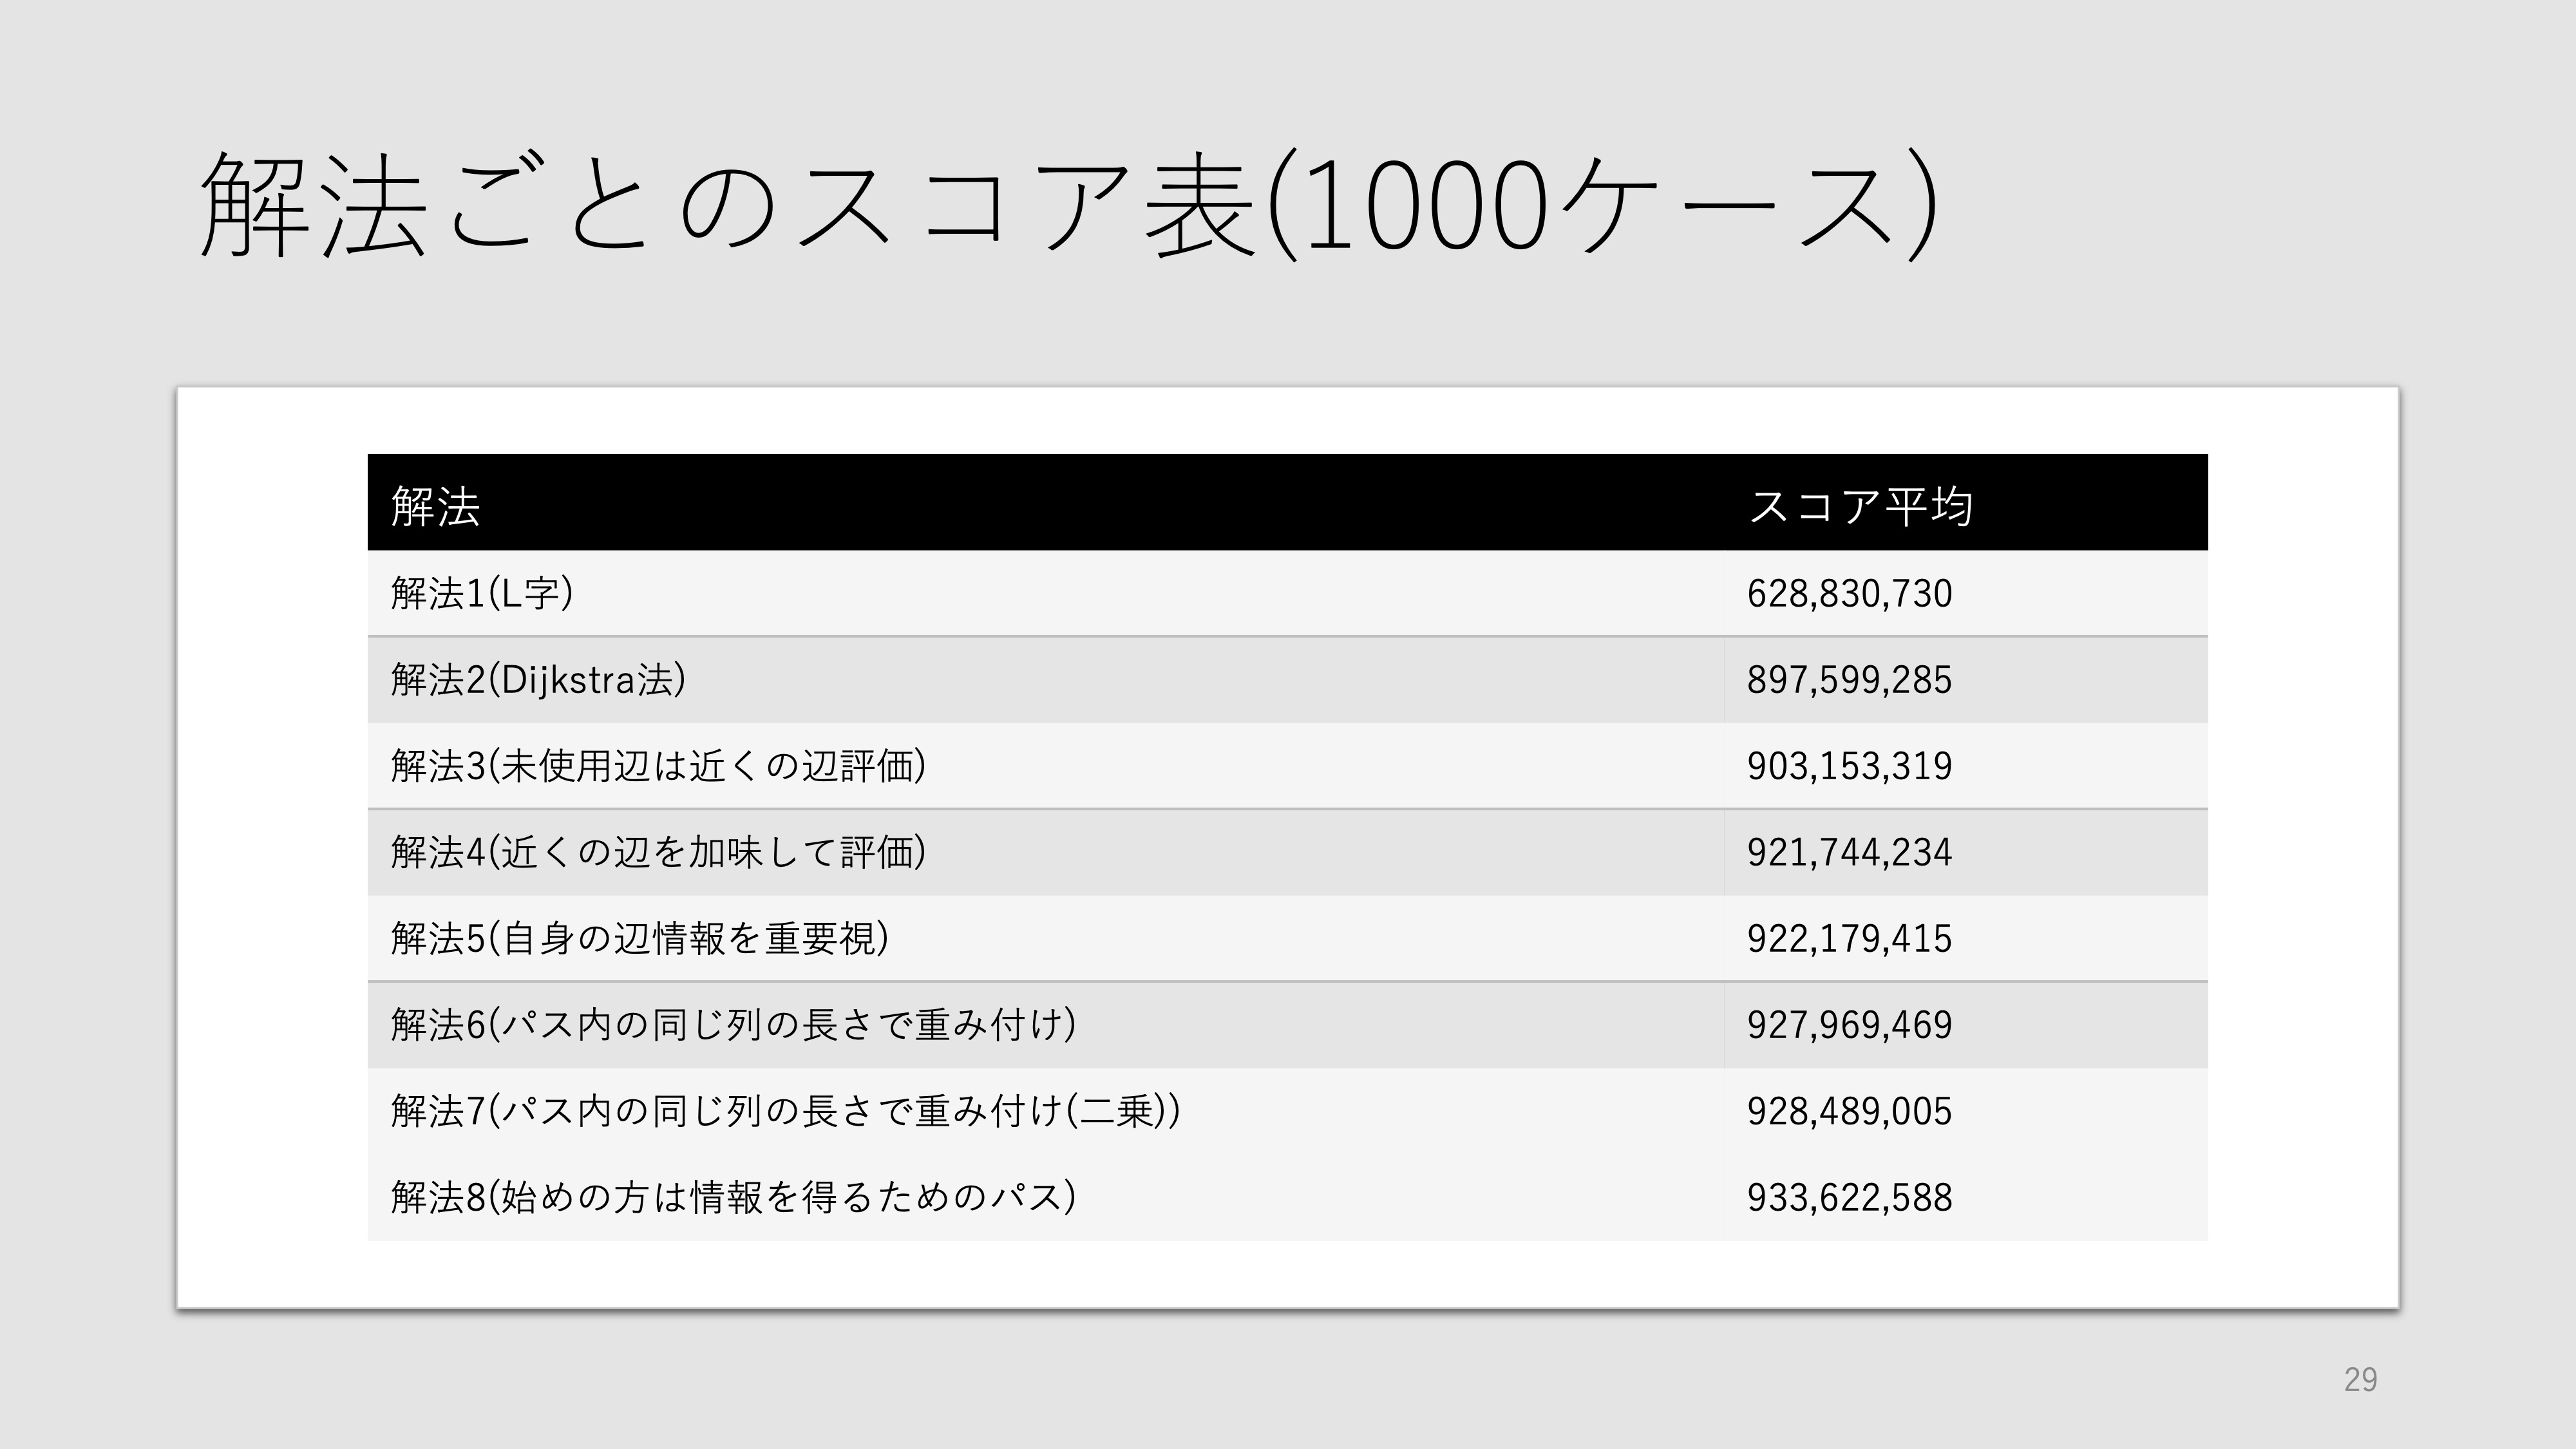 解法ごとのスコア表(1000ケース)
解法 スコア平均
解法1(L字) 628,830,730
解法2(Dijkstra法) 897,599,285
解法3(未使用辺は近くの辺評価) 903,153,319
解法4(近くの辺を加味して評価) 921,744,234
解法5(自身の辺情報を重要視) 922,179,415
解法6(パス内の同じ列の長さで重み付け) 927,969,469
解法7(パス内の同じ列の長さで重み付け(二乗)) 928,489,005
解法8(始めの方は情報を得るためのパス) 933,622,588
29